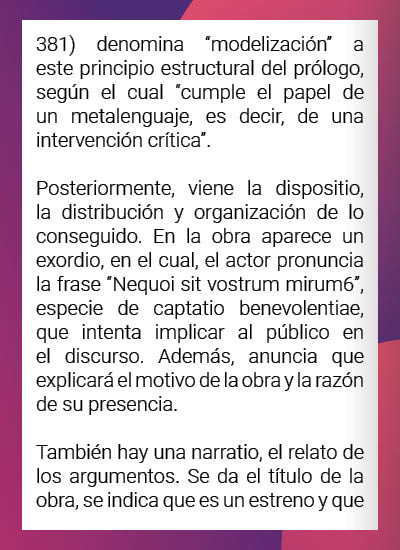 381) denomina “modelización” a
este principio estructural del prólogo,
según el cual “cumple el papel de
un metalenguaje, es decir, de una
intervención crítica”.
Posteriormente, viene la dispositio,
la distribución y organización de lo
conseguido. En la obra aparece un
exordio, en el cual, el actor pronuncia
la frase “Nequoi sit vostrum mirum6”,
especie de captatio benevolentiae,
que intenta implicar al público en
el discurso. Además, anuncia que
explicará el motivo de la obra y la razón
de su presencia.
También hay una narratio, el relato de
los argumentos. Se da el título de la
obra, se indica que es un estreno y que